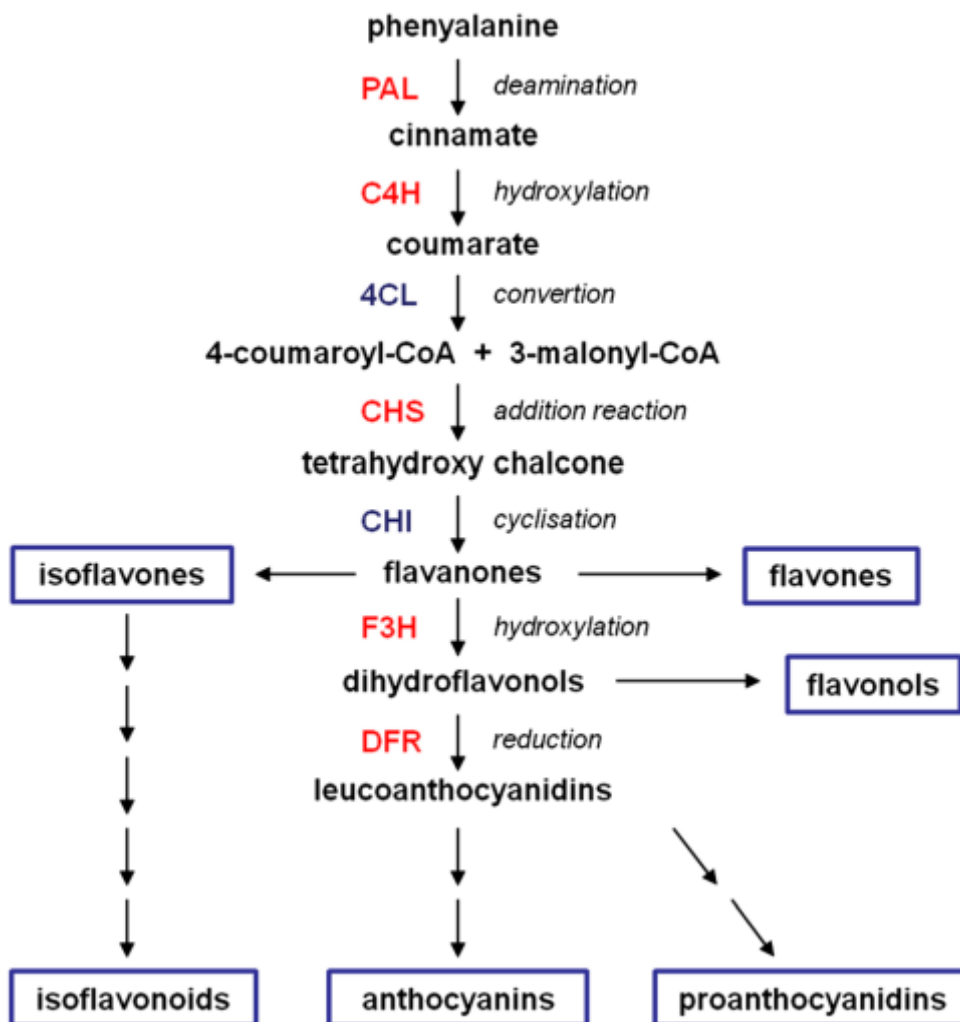 phenyalanine
PAL deamination
cinnamate
C4H hydroxylation
coumarate
4CL convertion
4-coumaroyl-CoA + 3-malonyl-CoA
CHS addition reaction
tetrahydroxy chalcone
CHI cyclisation
isoflavones flavanones flavones
F3H hydroxylation
dihydroflavonols flavonols
DFR reduction
leucoanthocyanidins
isoflavonoids anthocyanins proanthocyanidins